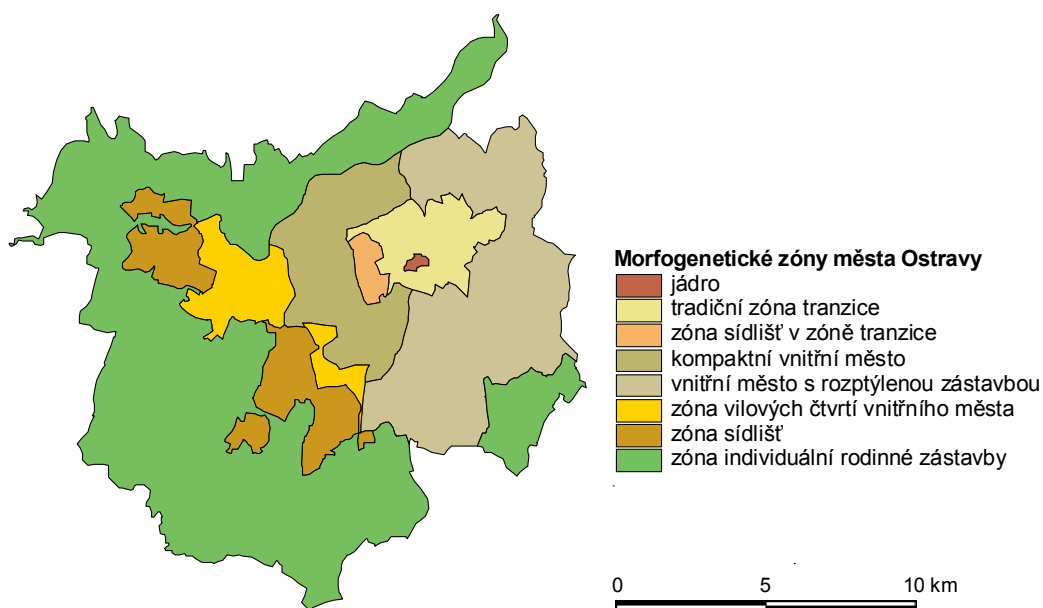 Morfogenetické zóny města Ostravy
jádro
tradiční zóna tranzice
zóna sídlišť v zóně tranzice
kompaktní vnitřní město
vnitřní město s rozptýlenou zástavbou
zóna vilových čtvrtí vnitřního města
zóna sídlišť
zóna individuální rodinné zástavby
0 5 10 km